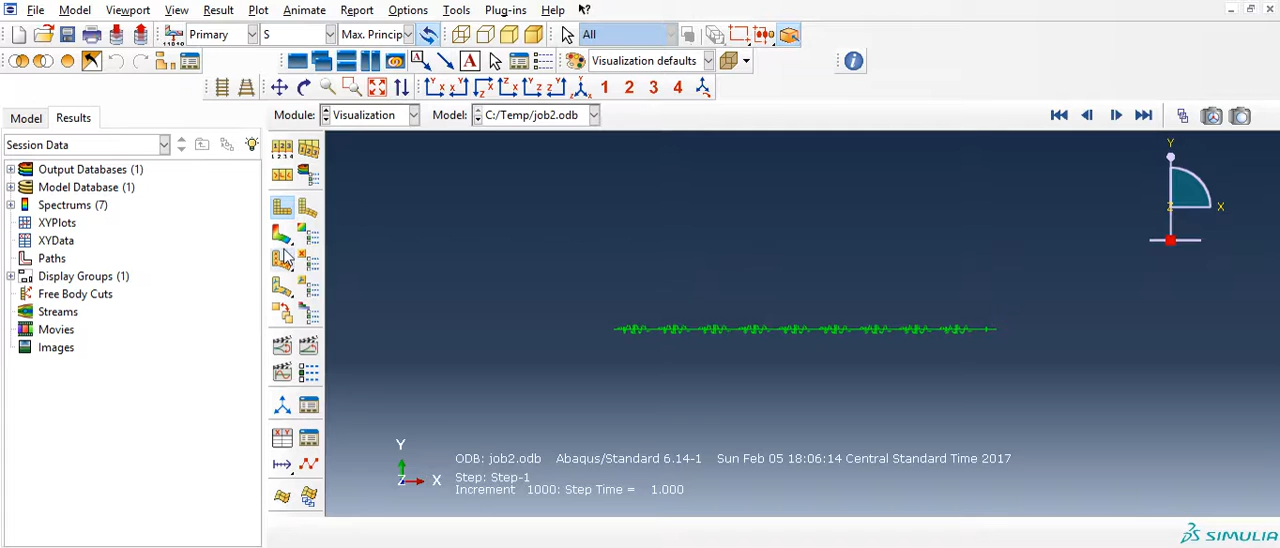 File Model Viewport View Result Plot Animate Report Options Tools Plug-ins Help
Primary S Max. Princip All
Visualization defaults
1 2 3 4
Model Results Module: Visualization Model: C:/Temp/job2.odb
Session Data
Output Databases (1)
Model Database (1)
Spectrums (7)
XYPlots
XYData
Paths
Display Groups (1)
Free Body Cuts
Streams
Movies
Images
Y
Z X
Y
Z X
ODB: job2.odb Abaqus/Standard 6.14-1 Sun Feb 05 18:06:14 Central Standard Time 2017
Step: Step-1
Increment 1000: Step Time = 1.000
SIMULIA